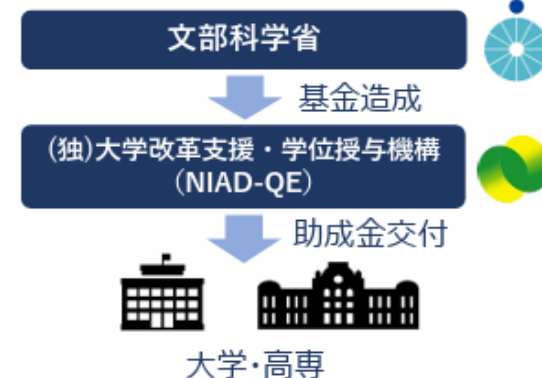 文部科学省
基金造成
(独)大学改革支援・学位授与機構
(NIAD-QE)
助成金交付
大学・高専